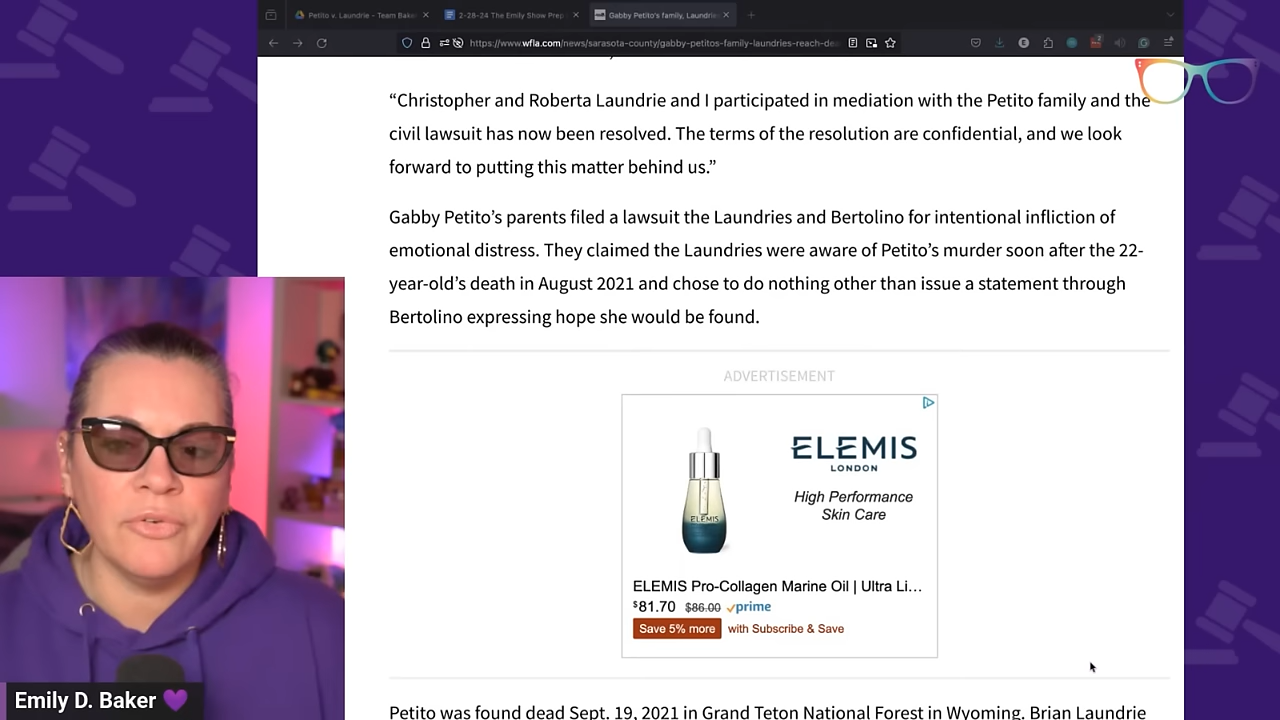 Petito v. Laundrie - Team Baker
2-28-24 The Emily Show Prep
Gabby Petito's family, Laundrie
https://www.wfla.com/news/sarasota-county/gabby-petitos-family-laundries-reach-de
“Christopher and Roberta Laundrie and I participated in mediation with the Petito family and the
civil lawsuit has now been resolved. The terms of the resolution are confidential, and we look
forward to putting this matter behind us.”
Gabby Petito’s parents filed a lawsuit the Laundries and Bertolino for intentional infliction of
emotional distress. They claimed the Laundries were aware of Petito’s murder soon after the 22-
year-old’s death in August 2021 and chose to do nothing other than issue a statement through
Bertolino expressing hope she would be found.
ADVERTISEMENT
ELEMIS
LONDON
High Performance
Skin Care
ELEMIS
ELEMIS Pro-Collagen Marine Oil | Ultra Li...
$81.70 $86.00 prime
Save 5% more with Subscribe & Save
Emily D. Baker 💜
Petito was found dead Sept. 19, 2021 in Grand Teton National Forest in Wyoming. Brian Laundrie